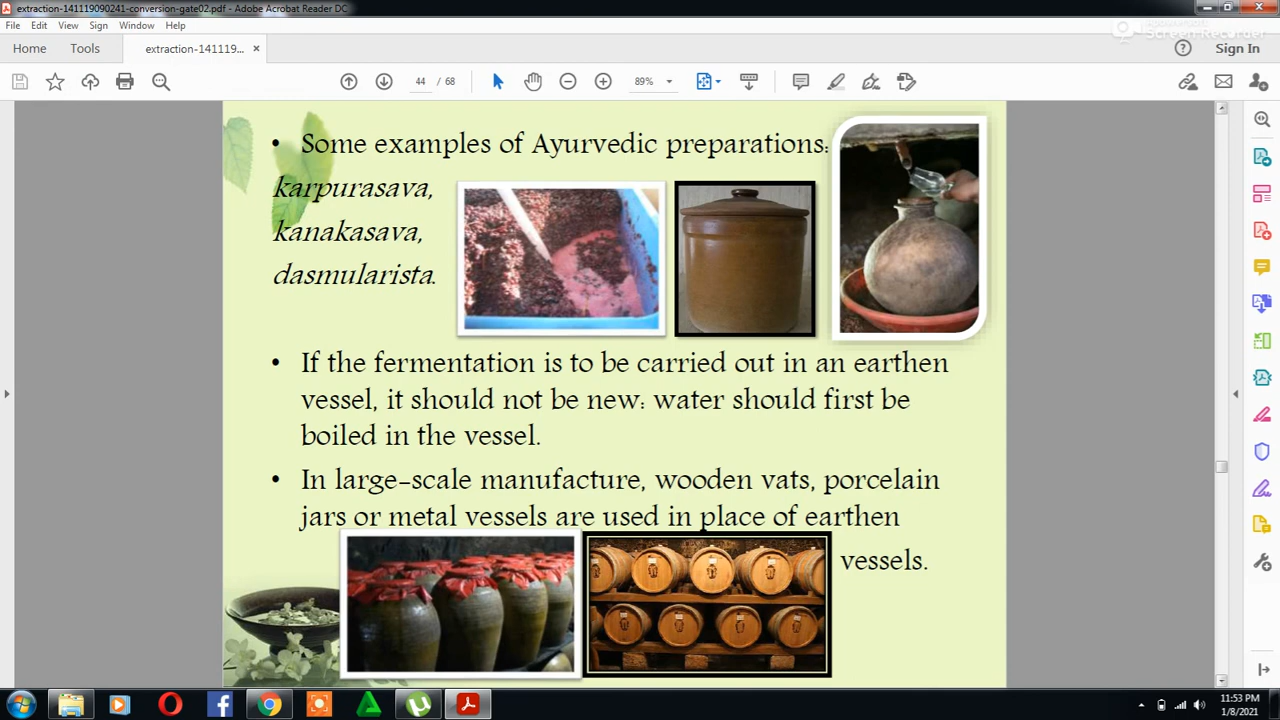 extraction-141119090241-conversion-gate02.pdf - Adobe Acrobat Reader DC
File Edit View Sign Window Help
Home Tools extraction-141119... × Sign In
Screen Recorder
44 / 68 89%
• Some examples of Ayurvedic preparations:
karpurasava,
kanakasava,
dasmularista.
• If the fermentation is to be carried out in an earthen
vessel, it should not be new: water should first be
boiled in the vessel.
• In large-scale manufacture, wooden vats, porcelain
jars or metal vessels are used in place of earthen
vessels.
11:53 PM
1/8/2021